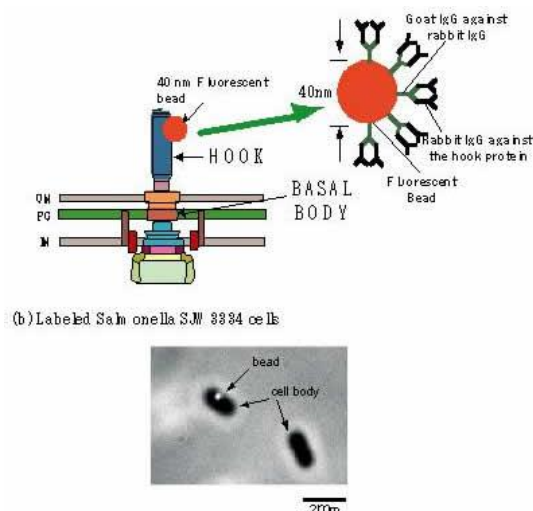 Goat IgG against
rabbit IgG
40 nm Fluorescent
bead
40nm
HOOK
Rabbit IgG against
the hook protein
Fluorescent
Bead
BASAL
BODY
OM
PG
IM
(b) Labeled Salmonella SJW 3334 cells
bead
cell body